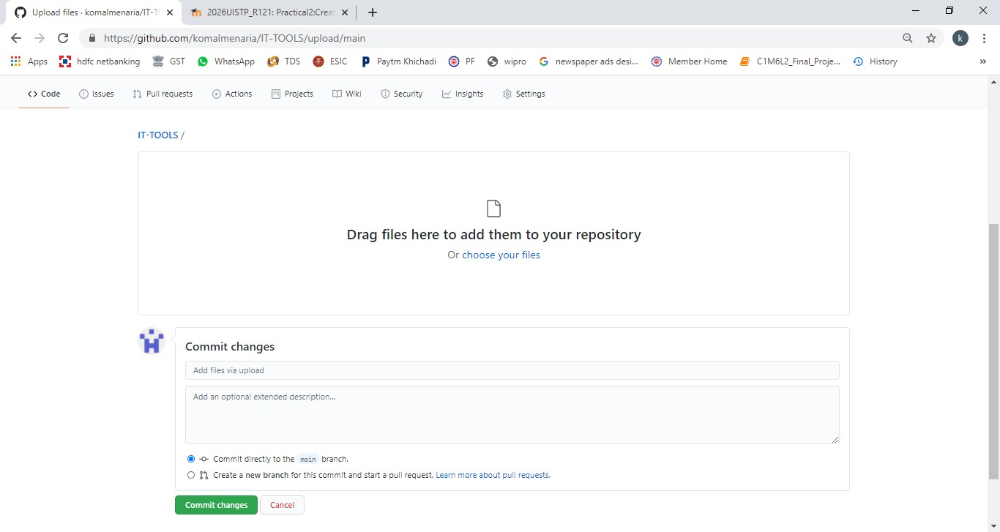 Upload files · komalmenaria/IT-T
2026UISTP_R121: Practical2:Creat
https://github.com/komalmenaria/IT-TOOLS/upload/main
k
Apps hdfc netbanking GST WhatsApp TDS ESIC Paytm Khichadi PF wipro newspaper ads desi... Member Home C1M6L2_Final_Proje... History »
<> Code Issues Pull requests Actions Projects Wiki Security Insights Settings
IT-TOOLS /
Drag files here to add them to your repository
Or choose your files
Commit changes
Add files via upload
Add an optional extended description...
Commit directly to the main branch.
Create a new branch for this commit and start a pull request. Learn more about pull requests.
Commit changes Cancel